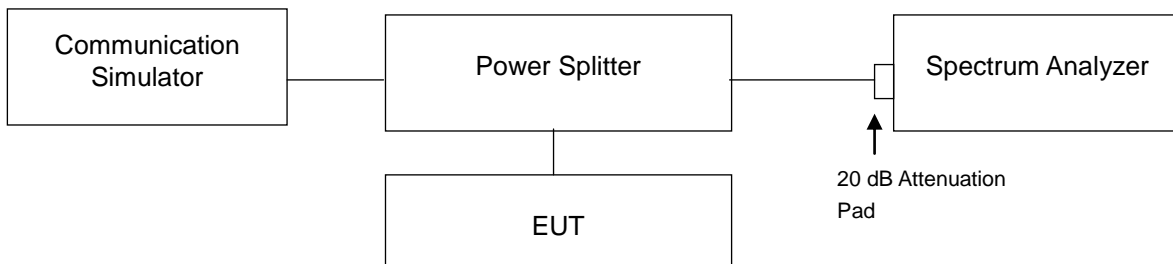 Communication
Simulator
Power Splitter
Spectrum Analyzer
20 dB Attenuation
Pad
EUT